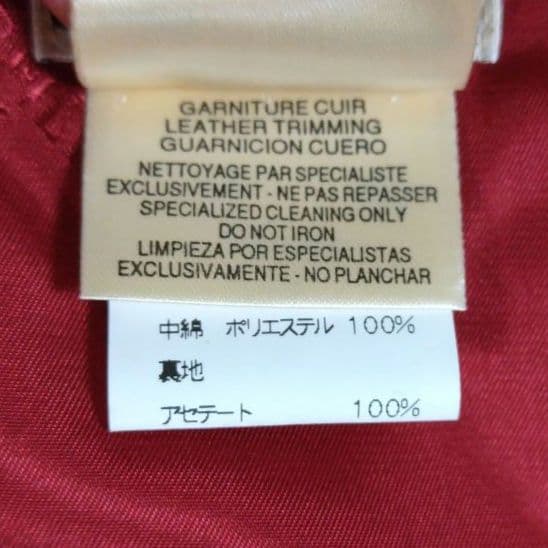 GARNITURE CUIR
LEATHER TRIMMING
GUARNICION CUERO
NETTOYAGE PAR SPECIALISTE
EXCLUSIVEMENT - NE PAS REPASSER
SPECIALIZED CLEANING ONLY
DO NOT IRON
LIMPIEZA POR ESPECIALISTAS
EXCLUSIVAMENTE - NO PLANCHAR
中綿 ポリエステル 100%
裏地
アセテート 100%